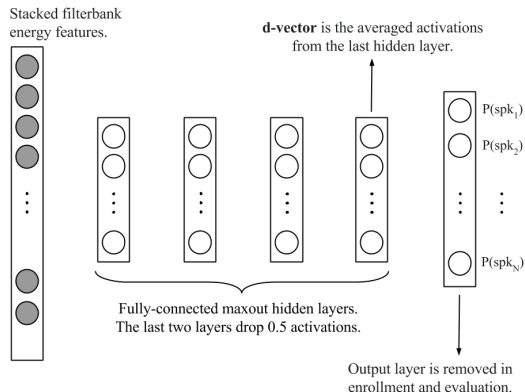 Stacked filterbank
energy features.
d-vector is the averaged activations
from the last hidden layer.
P(spk₁)
P(spk₂)
P(spk_N)
Fully-connected maxout hidden layers.
The last two layers drop 0.5 activations.
Output layer is removed in
enrollment and evaluation.